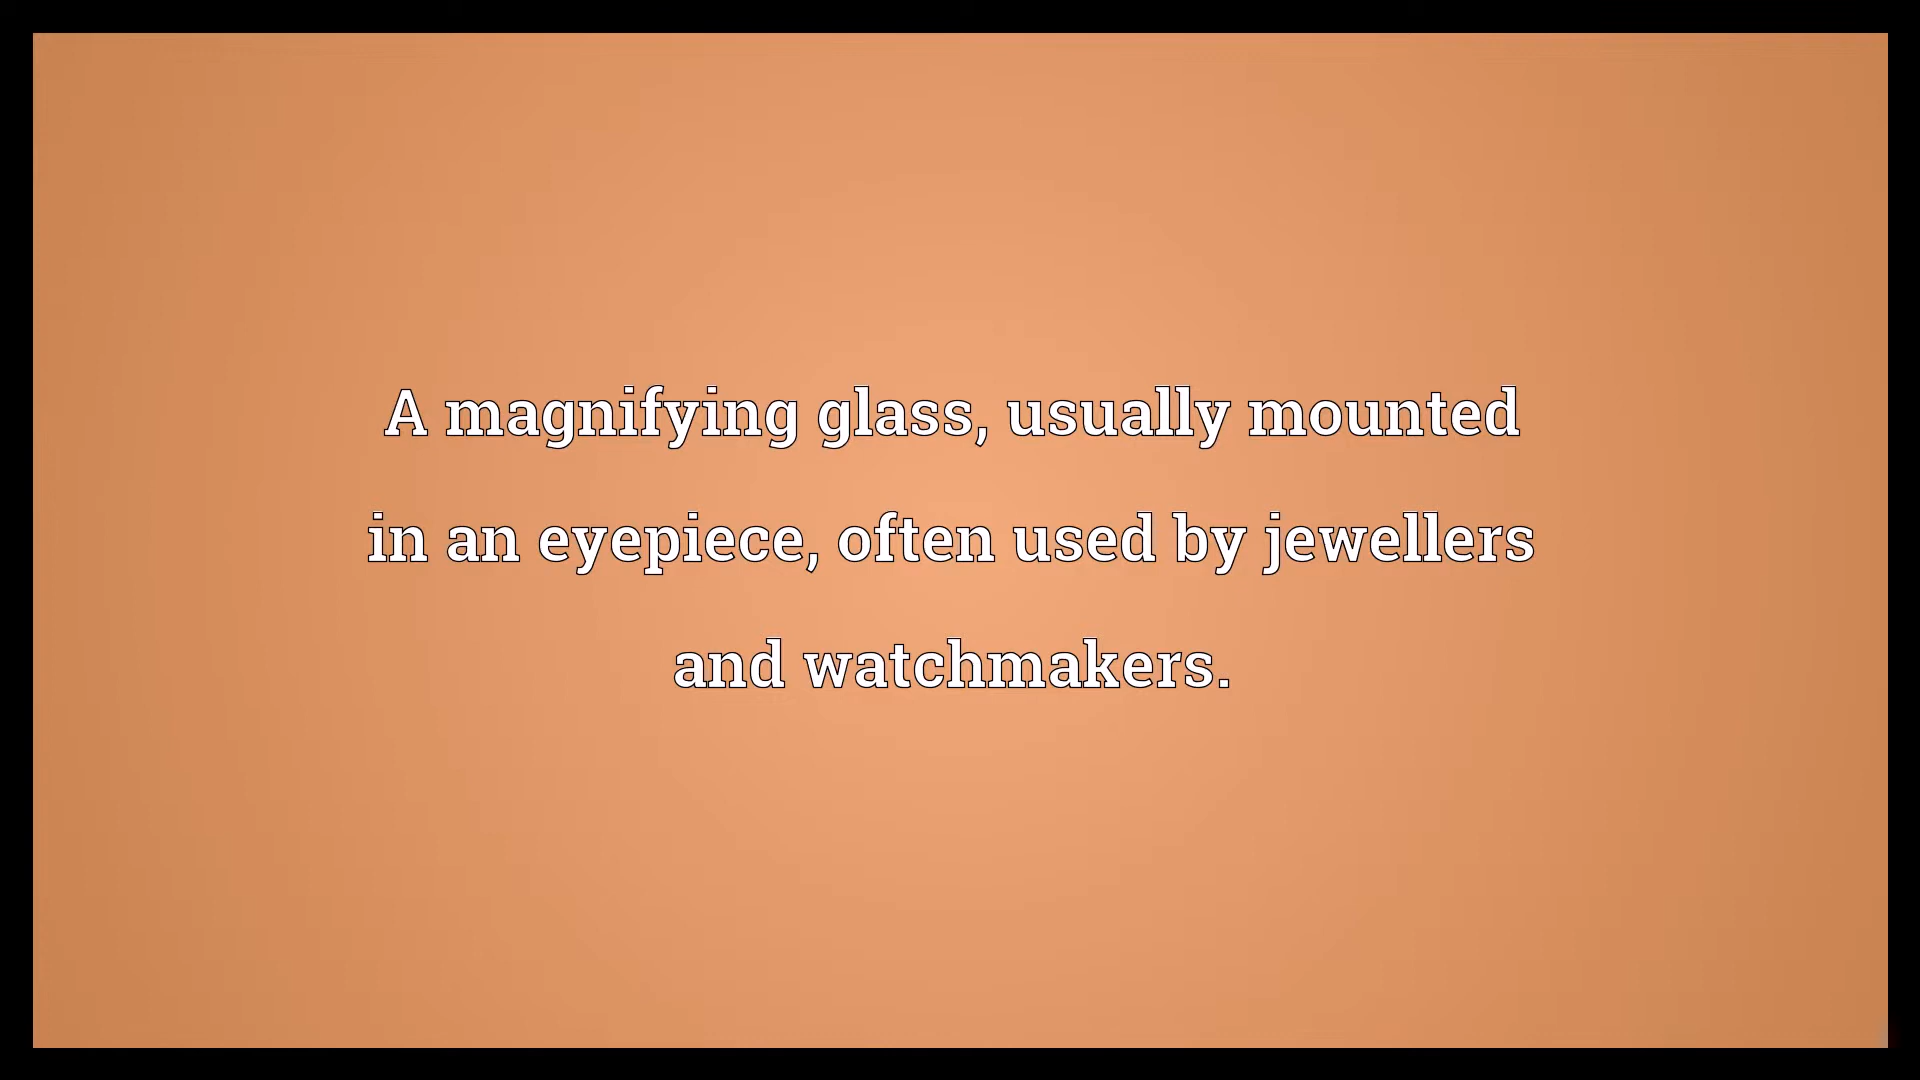 A magnifying glass, usually mounted
in an eyepiece, often used by jewellers
and watchmakers.